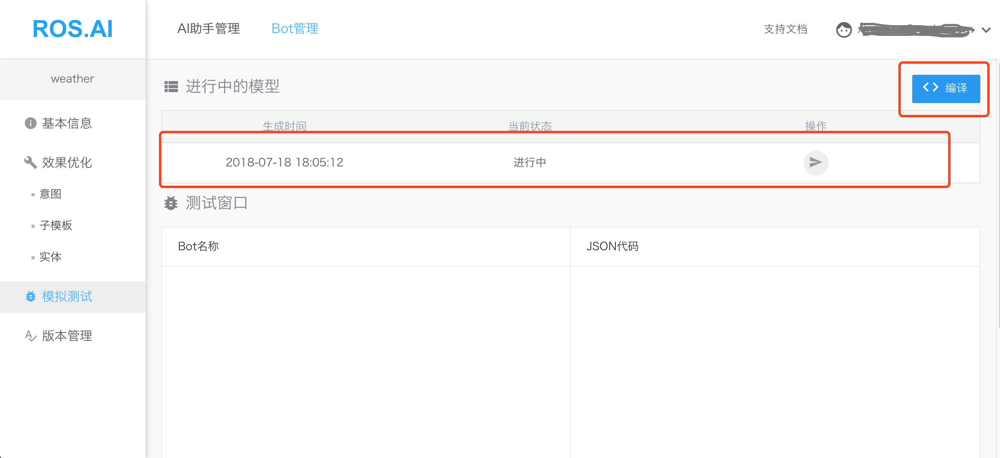 ROS.AI
AI助手管理
Bot管理
支持文档
weather
基本信息
效果优化
意图
子模板
实体
模拟测试
版本管理
进行中的模型
编译
生成时间 当前状态 操作
2018-07-18 18:05:12 进行中
测试窗口
Bot名称 JSON代码